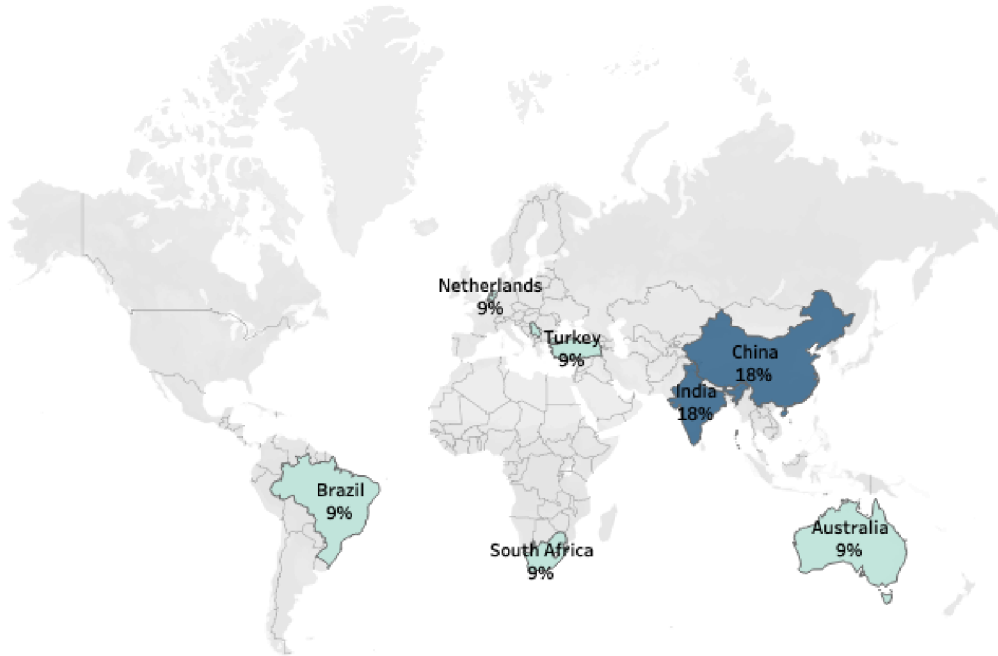 Netherlands
9%
Turkey
9%
China
18%
India
18%
Brazil
9%
Australia
9%
South Africa
9%